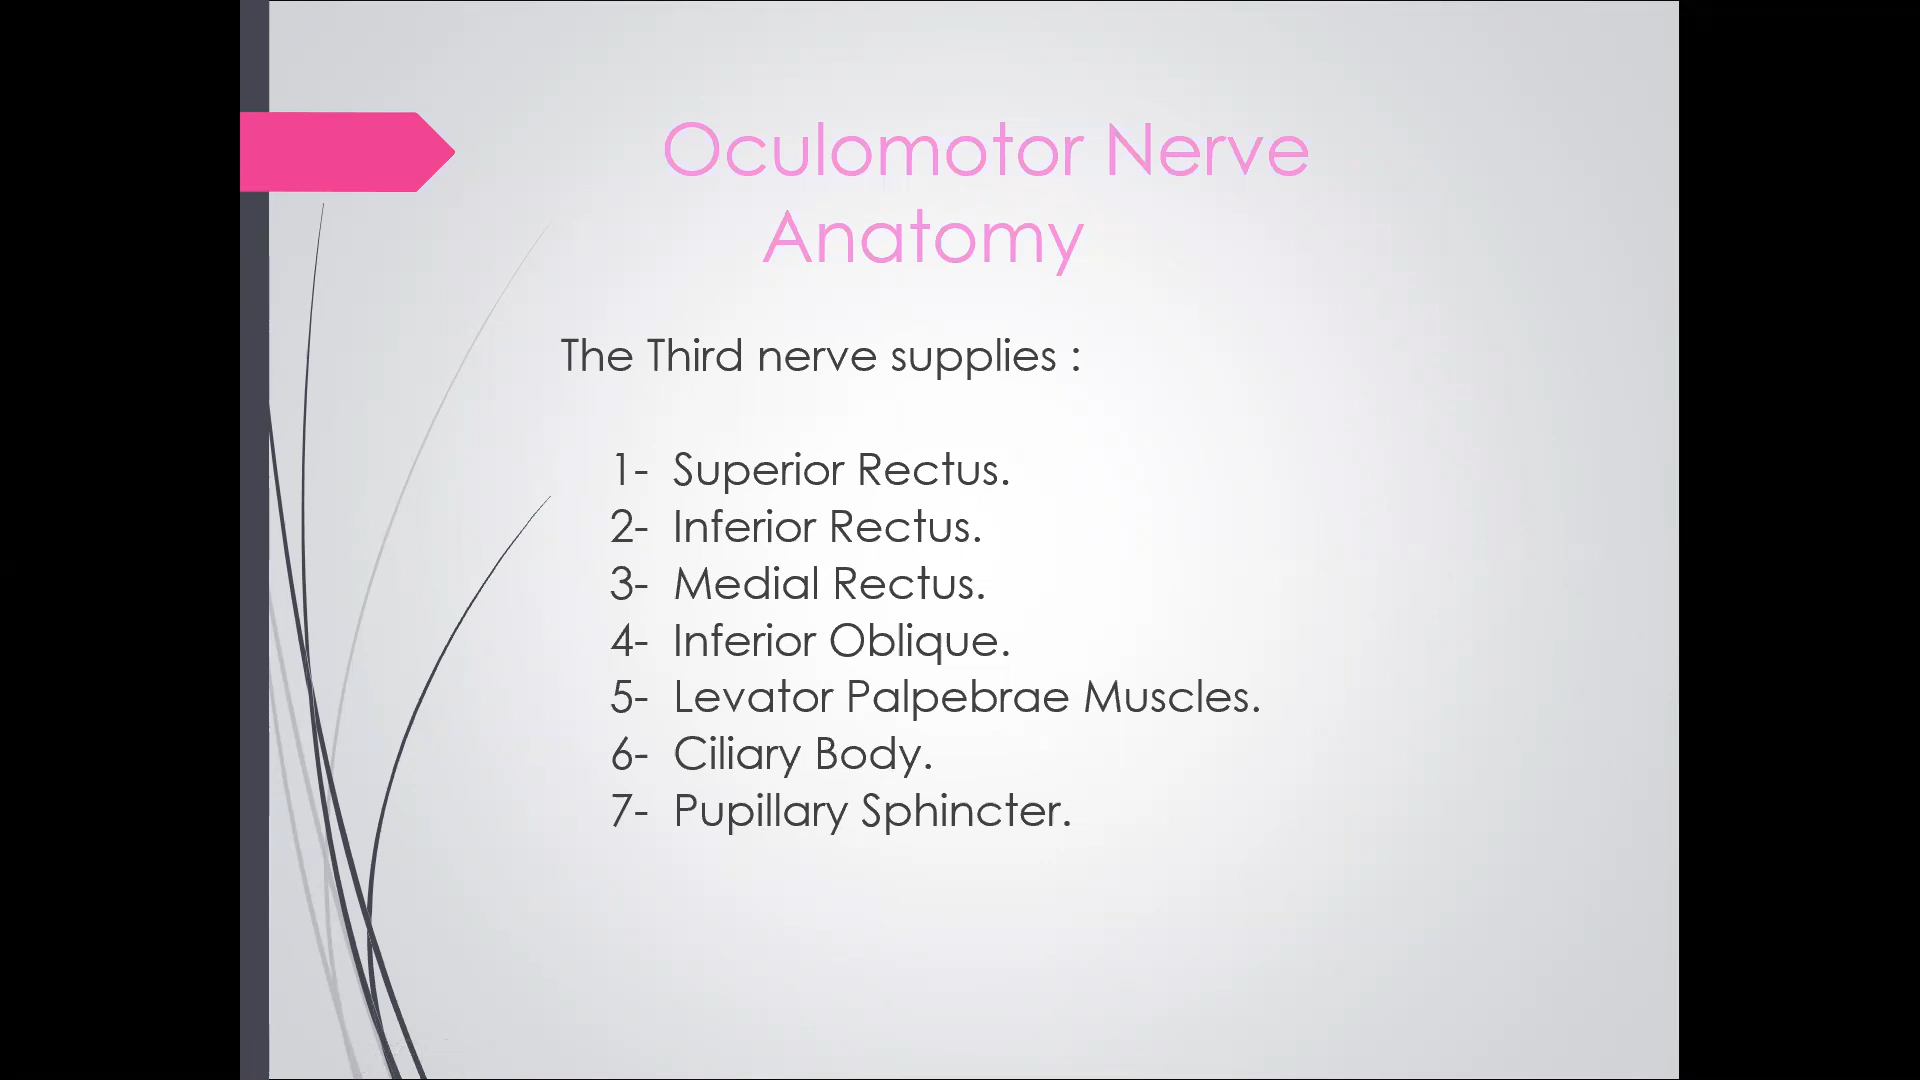 Oculomotor Nerve
Anatomy
The Third nerve supplies :
1- Superior Rectus.
2- Inferior Rectus.
3- Medial Rectus.
4- Inferior Oblique.
5- Levator Palpebrae Muscles.
6- Ciliary Body.
7- Pupillary Sphincter.